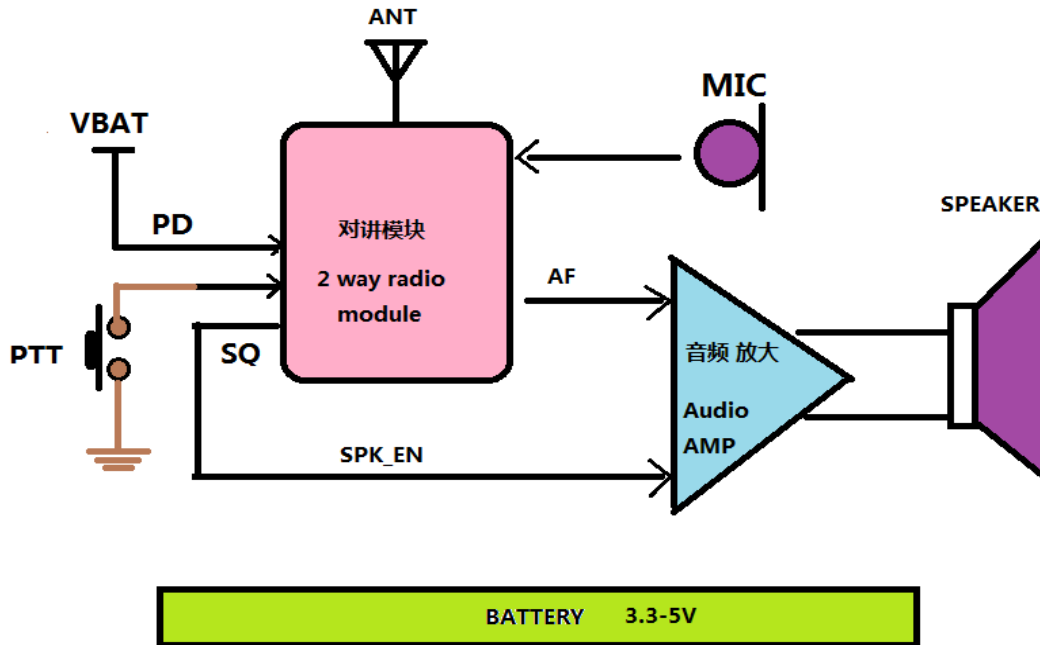 ANT
MIC
VBAT
SPEAKER
PD
对讲模块
2 way radio
module
AF
PTT
SQ
音频 放大
Audio
AMP
SPK_EN
BATTERY 3.3-5V